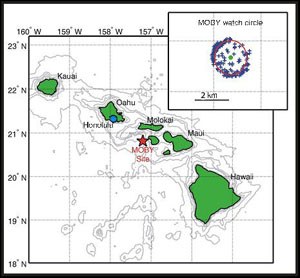 160° W 159° W 158° W 157° W 156° W 155° W
MOBY watch circle
2 km
23° N
22° N
21° N
20° N
19° N
18° N
Kauai
Oahu
Honolulu
Molokai
Maui
MOBY
Site
Hawaii